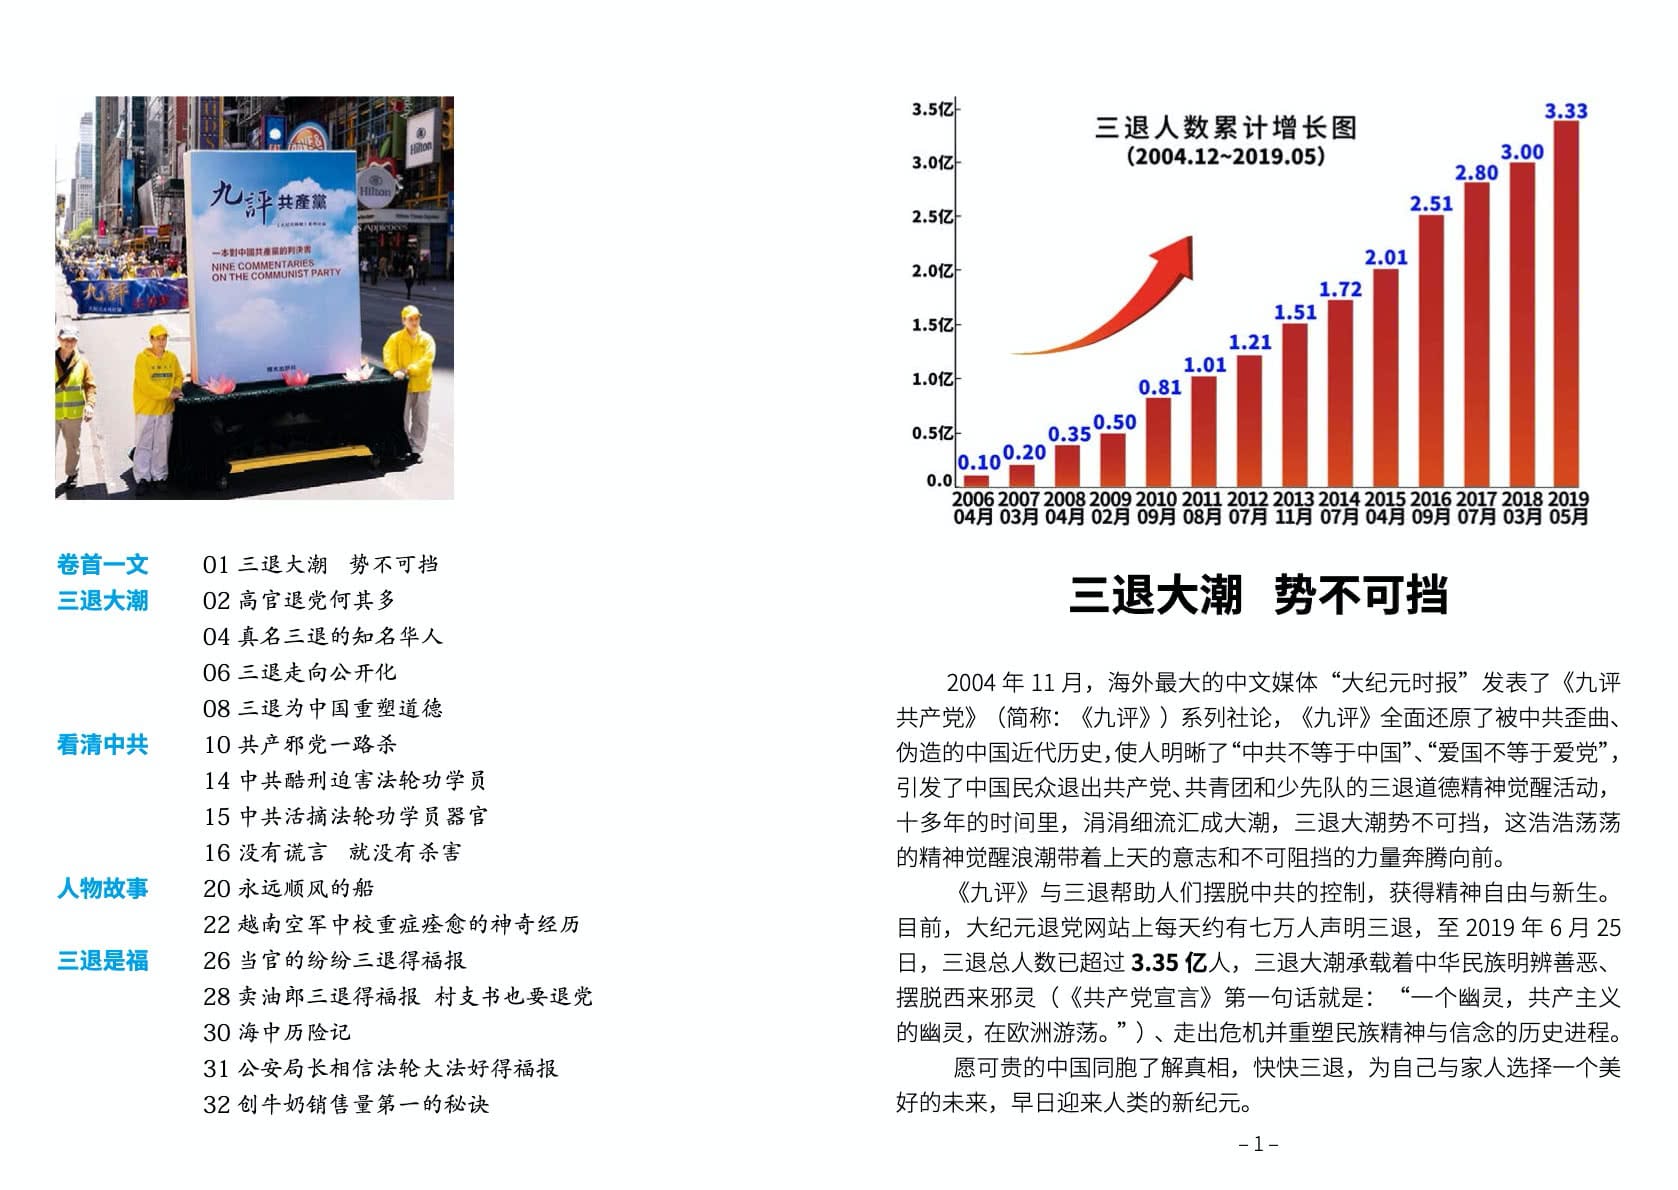 Hilton
Hilton
九評 共產黨
一本對中國共產黨的判決書
NINE COMMENTARIES
ON THE COMMUNIST PARTY
九評
博大出版社
卷首一文 01 三退大潮 势不可挡
三退大潮 02 高官退党何其多
04 真名三退的知名华人
06 三退走向公开化
08 三退为中国重塑道德
看清中共 10 共产邪党一路杀
14 中共酷刑迫害法轮功学员
15 中共活摘法轮功学员器官
16 没有谎言 就没有杀害
人物故事 20 永远顺风的船
22 越南空军中校重症痊愈的神奇经历
三退是福 26 当官的纷纷三退得福报
28 卖油郎三退得福报 村支书也要退党
30 海中历险记
31 公安局长相信法轮大法好得福报
32 创牛奶销售量第一的秘诀
三退人数累计增长图
（2004.12~2019.05）
3.5亿
3.0亿
2.5亿
2.0亿
1.5亿
1.0亿
0.5亿
0.0
0.10 0.20 0.35 0.50 0.81 1.01 1.21 1.51 1.72 2.01 2.51 2.80 3.00 3.33
2006 2007 2008 2009 2010 2011 2012 2013 2014 2015 2016 2017 2018 2019
04月 03月 04月 02月 09月 08月 07月 11月 07月 04月 09月 07月 03月 05月
三退大潮 势不可挡
2004 年 11 月，海外最大的中文媒体“大纪元时报”发表了《九评
共产党》（简称：《九评》）系列社论，《九评》全面还原了被中共歪曲、
伪造的中国近代历史，使人明晰了“中共不等于中国”、“爱国不等于爱党”，
引发了中国民众退出共产党、共青团和少先队的三退道德精神觉醒活动，
十多年的时间里，涓涓细流汇成大潮，三退大潮势不可挡，这浩浩荡荡
的精神觉醒浪潮带着上天的意志和不可阻挡的力量奔腾向前。
《九评》与三退帮助人们摆脱中共的控制，获得精神自由与新生。
目前，大纪元退党网站上每天约有七万人声明三退，至 2019 年 6 月 25
日，三退总人数已超过 3.35 亿人，三退大潮承载着中华民族明辨善恶、
摆脱西来邪灵（《共产党宣言》第一句话就是：“一个幽灵，共产主义
的幽灵，在欧洲游荡。”）、走出危机并重塑民族精神与信念的历史进程。
愿可贵的中国同胞了解真相，快快三退，为自己与家人选择一个美
好的未来，早日迎来人类的新纪元。
– 1 –